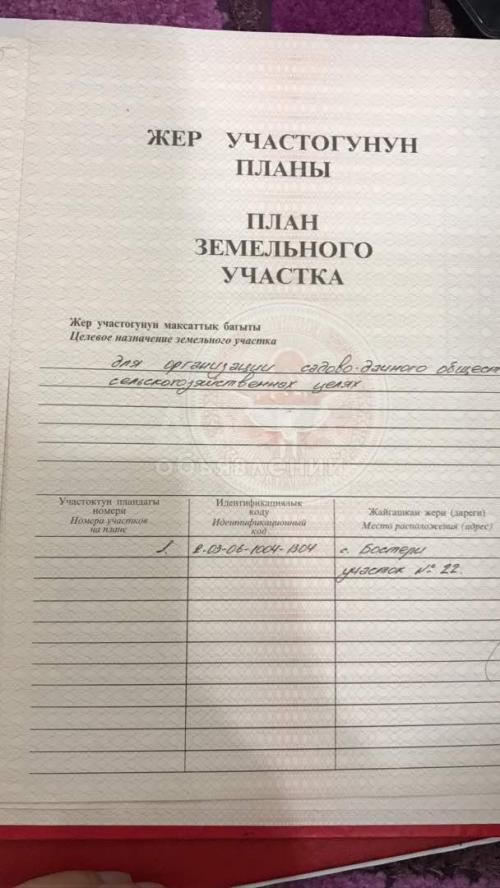 ЖЕР УЧАСТОГУНУН
ПЛАНЫ
ПЛАН
ЗЕМЕЛЬНОГО
УЧАСТКА
Жер участогунун максаттык багыты
Целевое назначение земельного участка
для организации садово-дачного общест
сельскохозяйственных целях
объявлений
Участоктун пландагы номери
Номера участков на плане
Идентификациялык коду
Идентификационный код
Жайгашкан жери (дареги)
Место расположения (адрес)
1. 2-03-06-1004-1304 с. Бостери
участок № 22.